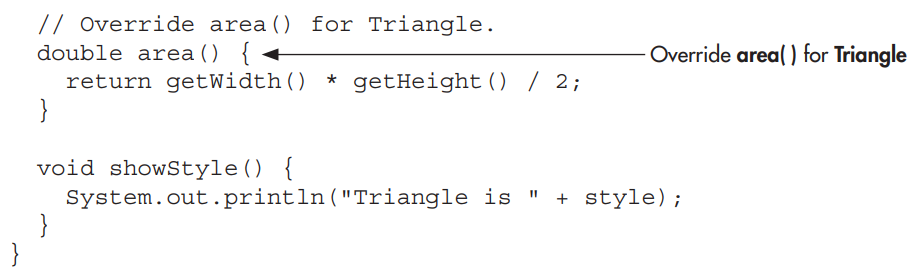 // Override area() for Triangle.
double area() { Override area( ) for Triangle
return getWidth() * getHeight() / 2;
}
void showStyle() {
System.out.println("Triangle is " + style);
}
}